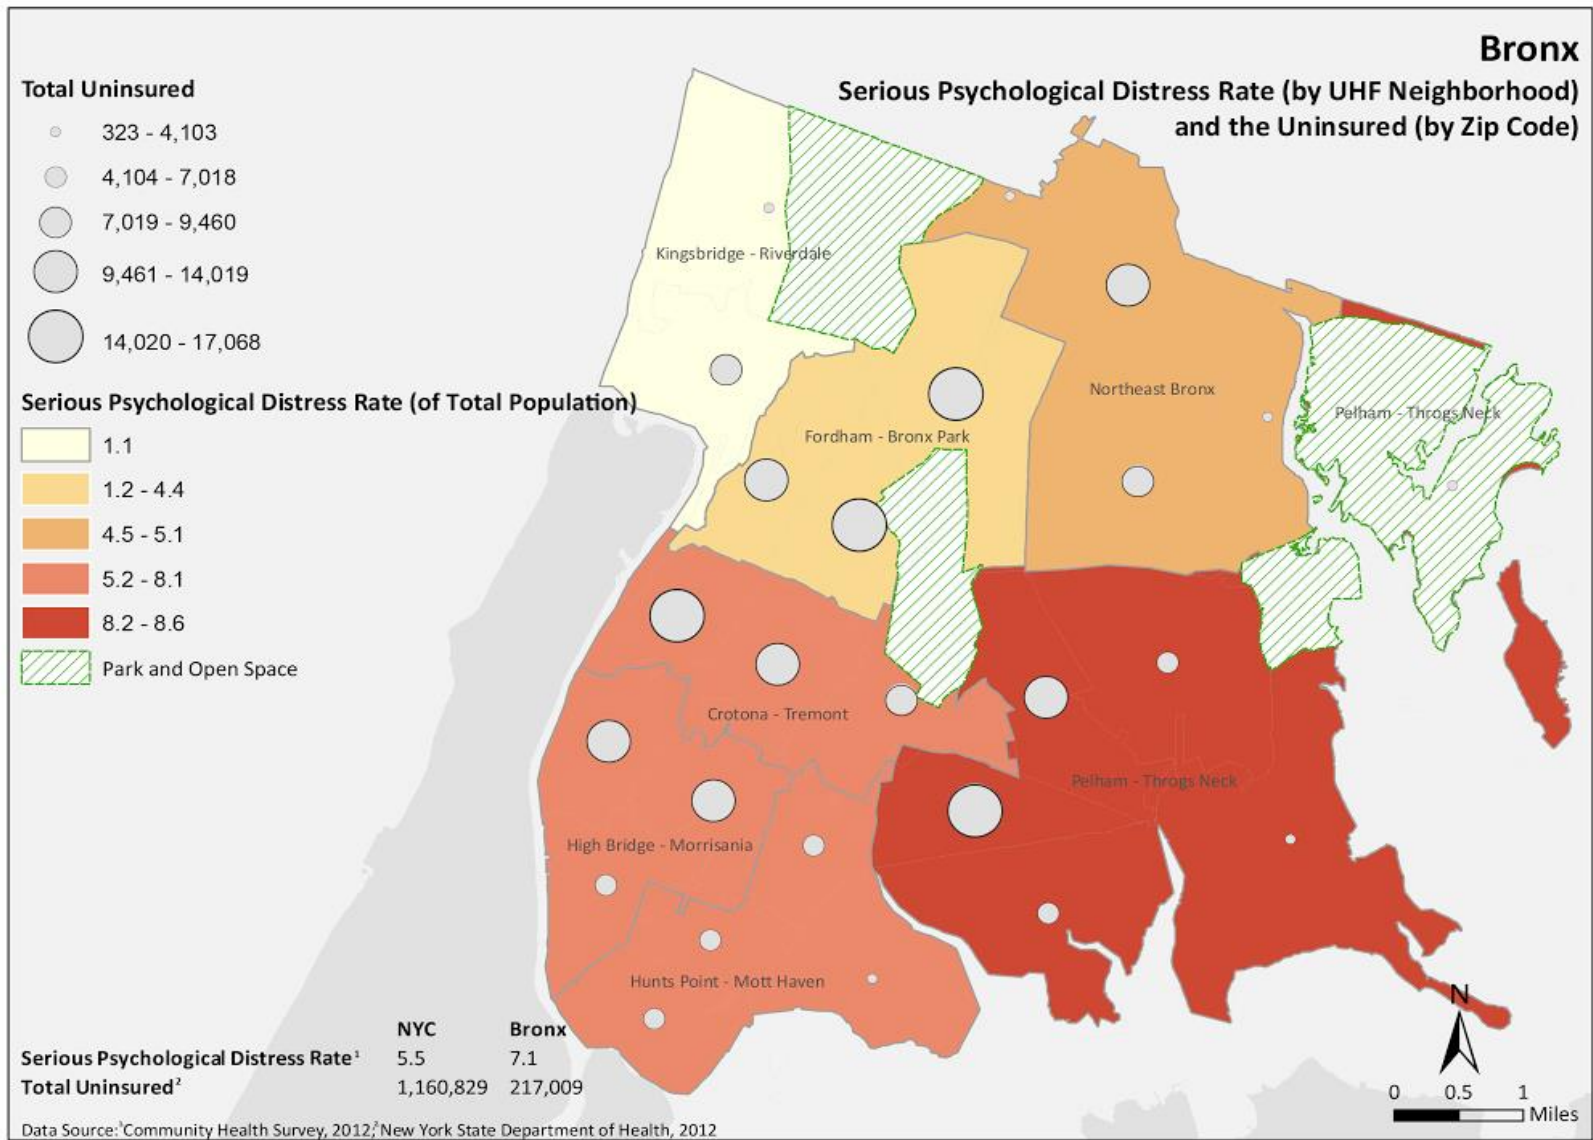 Bronx
Serious Psychological Distress Rate (by UHF Neighborhood)
and the Uninsured (by Zip Code)
Total Uninsured
323 - 4,103
4,104 - 7,018
7,019 - 9,460
9,461 - 14,019
14,020 - 17,068
Serious Psychological Distress Rate (of Total Population)
1.1
1.2 - 4.4
4.5 - 5.1
5.2 - 8.1
8.2 - 8.6
Park and Open Space
Kingsbridge - Riverdale
Northeast Bronx
Pelham - Throgs Neck
Fordham - Bronx Park
Crotona - Tremont
Pelham - Throgs Neck
High Bridge - Morrisania
Hunts Point - Mott Haven
N
0 0.5 1
Miles
NYC Bronx
Serious Psychological Distress Rate¹ 5.5 7.1
Total Uninsured² 1,160,829 217,009
Data Source:¹Community Health Survey, 2012;²New York State Department of Health, 2012